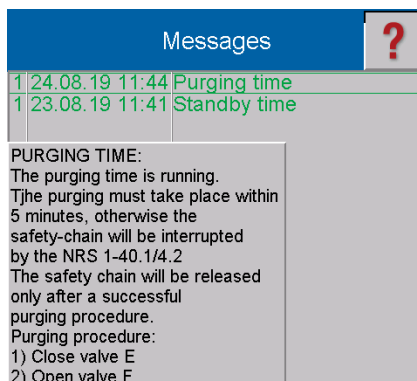 Messages ?
1 24.08.19 11:44 Purging time
1 23.08.19 11:41 Standby time
PURGING TIME:
The purging time is running.
Tjhe purging must take place within
5 minutes, otherwise the
safety-chain will be interrupted
by the NRS 1-40.1/4.2
The safety chain will be released
only after a successful
purging procedure.
Purging procedure:
1) Close valve E
2) Open valve F